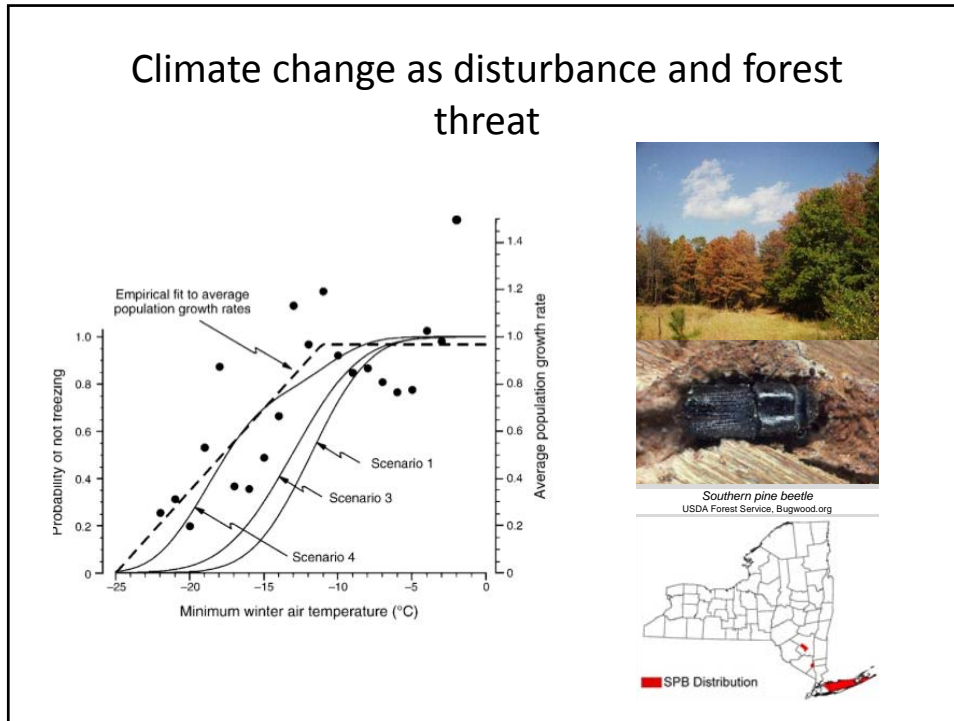 Climate change as disturbance and forest
threat
Empirical fit to average
population growth rates
Probability of not freezing
1.0
0.8
0.6
0.4
0.2
0
Average population growth rate
1.4
1.2
1.0
0.8
0.6
0.4
0.2
0
Scenario 1
Scenario 3
Scenario 4
−25
−20
−15
−10
−5
0
Minimum winter air temperature (°C)
Southern pine beetle
USDA Forest Service, Bugwood.org
SPB Distribution